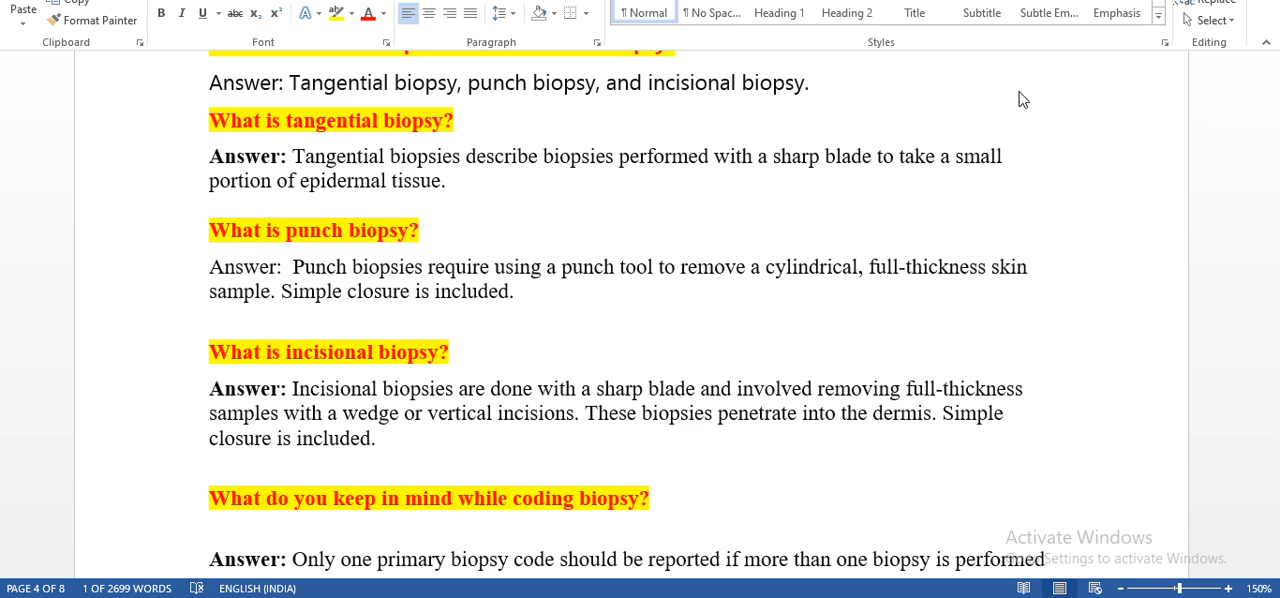 Paste
Copy
Format Painter
Clipboard
B I U abc X₂ X²
A ab A
Font
Paragraph
¶ Normal
¶ No Spac...
Heading 1
Heading 2
Title
Subtitle
Subtle Em...
Emphasis
Styles
Replace
Select
Editing
Answer: Tangential biopsy, punch biopsy, and incisional biopsy.
What is tangential biopsy?
Answer: Tangential biopsies describe biopsies performed with a sharp blade to take a small
portion of epidermal tissue.
What is punch biopsy?
Answer:  Punch biopsies require using a punch tool to remove a cylindrical, full-thickness skin
sample. Simple closure is included.
What is incisional biopsy?
Answer: Incisional biopsies are done with a sharp blade and involved removing full-thickness
samples with a wedge or vertical incisions. These biopsies penetrate into the dermis. Simple
closure is included.
What do you keep in mind while coding biopsy?
Answer: Only one primary biopsy code should be reported if more than one biopsy is performed
Activate Windows
Go to Settings to activate Windows.
PAGE 4 OF 8
1 OF 2699 WORDS
ENGLISH (INDIA)
150%